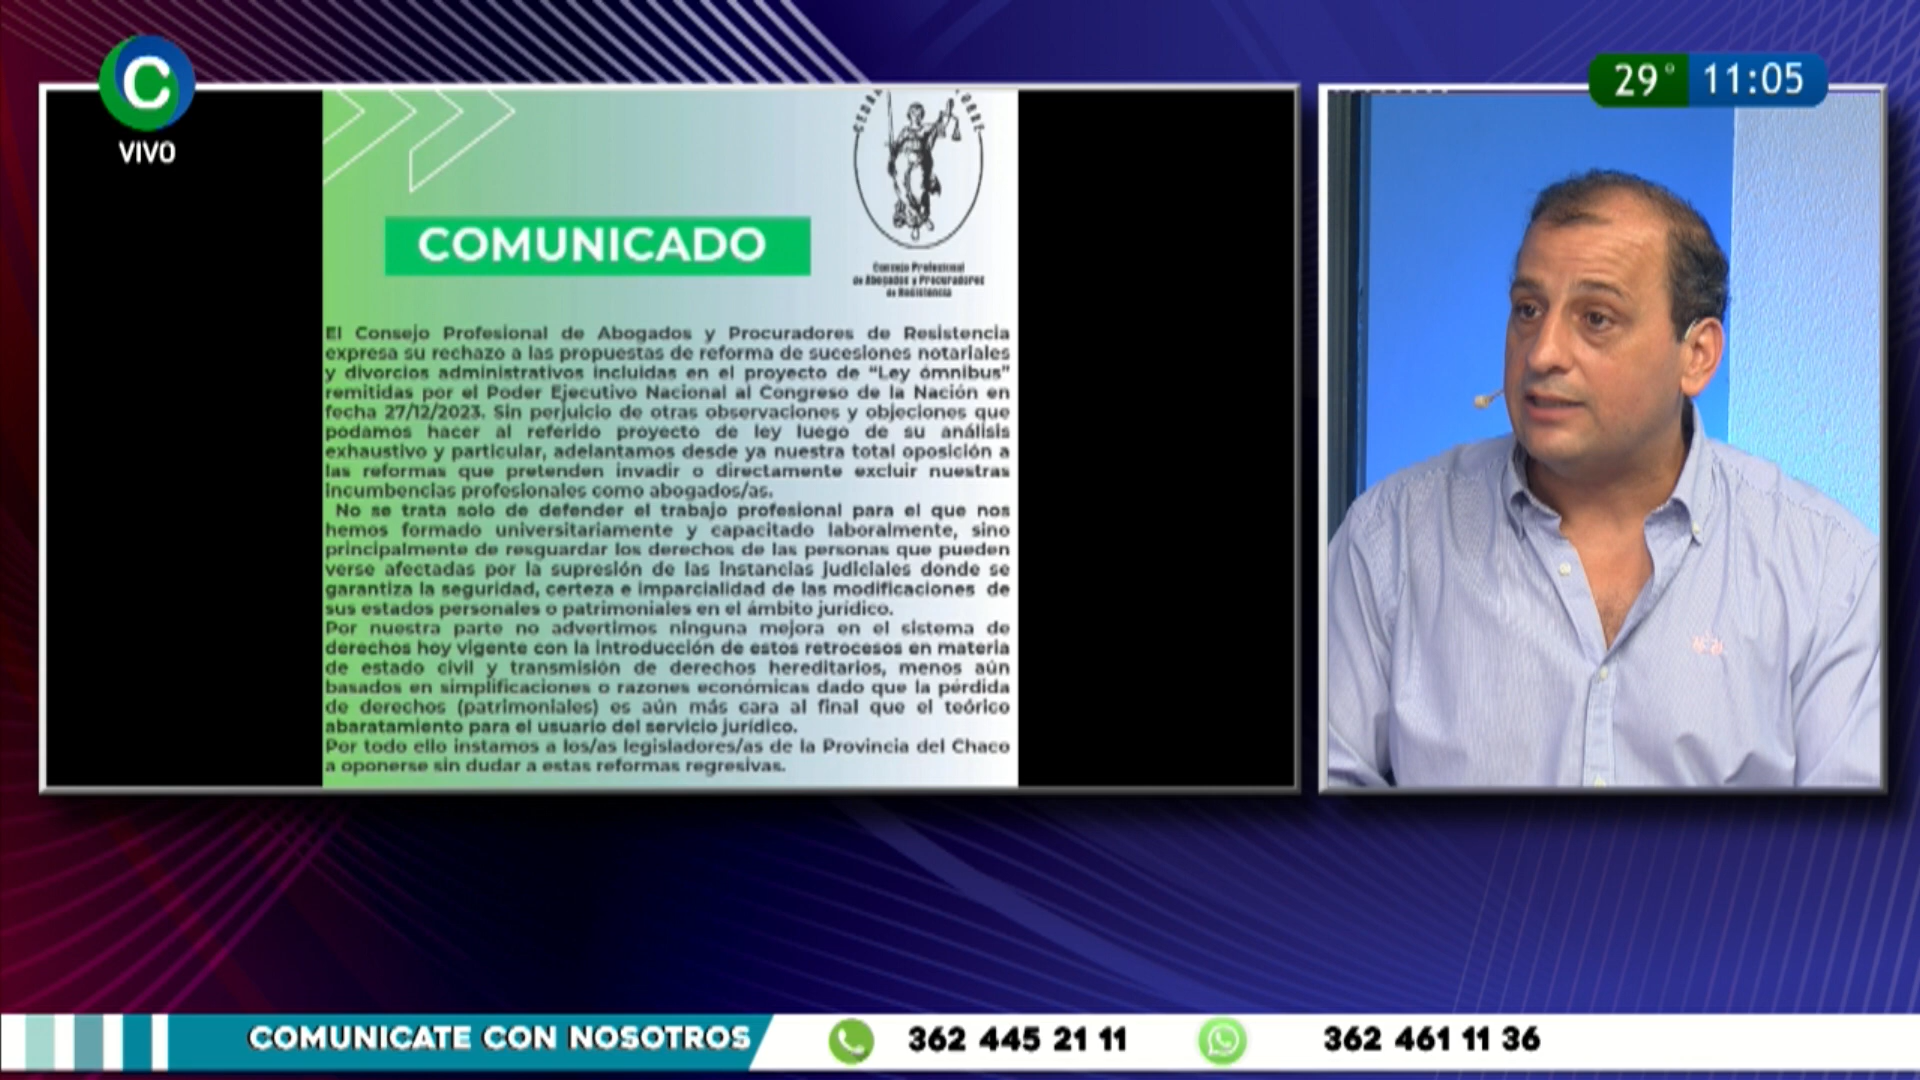 C
VIVO
29° 11:05
COMUNICADO
Consejo Profesional
de Abogados y Procuradores
de Resistencia
El Consejo Profesional de Abogados y Procuradores de Resistencia
expresa su rechazo a las propuestas de reforma de sucesiones notariales
y divorcios administrativos incluidas en el proyecto de “Ley ómnibus”
remitidas por el Poder Ejecutivo Nacional al Congreso de la Nación en
fecha 27/12/2023. Sin perjuicio de otras observaciones y objeciones que
podamos hacer al referido proyecto de ley luego de su análisis
exhaustivo y particular, adelantamos desde ya nuestra total oposición a
las reformas que pretenden invadir o directamente excluir nuestras
incumbencias profesionales como abogados/as.
No se trata solo de defender el trabajo profesional para el que nos
hemos formado universitariamente y capacitado laboralmente, sino
principalmente de resguardar los derechos de las personas que pueden
verse afectadas por la supresión de las instancias judiciales donde se
garantiza la seguridad, certeza e imparcialidad de las modificaciones de
sus estados personales o patrimoniales en el ámbito jurídico.
Por nuestra parte no advertimos ninguna mejora en el sistema de
derechos hoy vigente con la introducción de estos retrocesos en materia
de estado civil y transmisión de derechos hereditarios, menos aún
basados en simplificaciones o razones económicas dado que la pérdida
de derechos (patrimoniales) es aún más cara al final que el teórico
abaratamiento para el usuario del servicio jurídico.
Por todo ello instamos a los/as legisladores/as de la Provincia del Chaco
a oponerse sin dudar a estas reformas regresivas.
COMUNICATE CON NOSOTROS 362 445 21 11 362 461 11 36